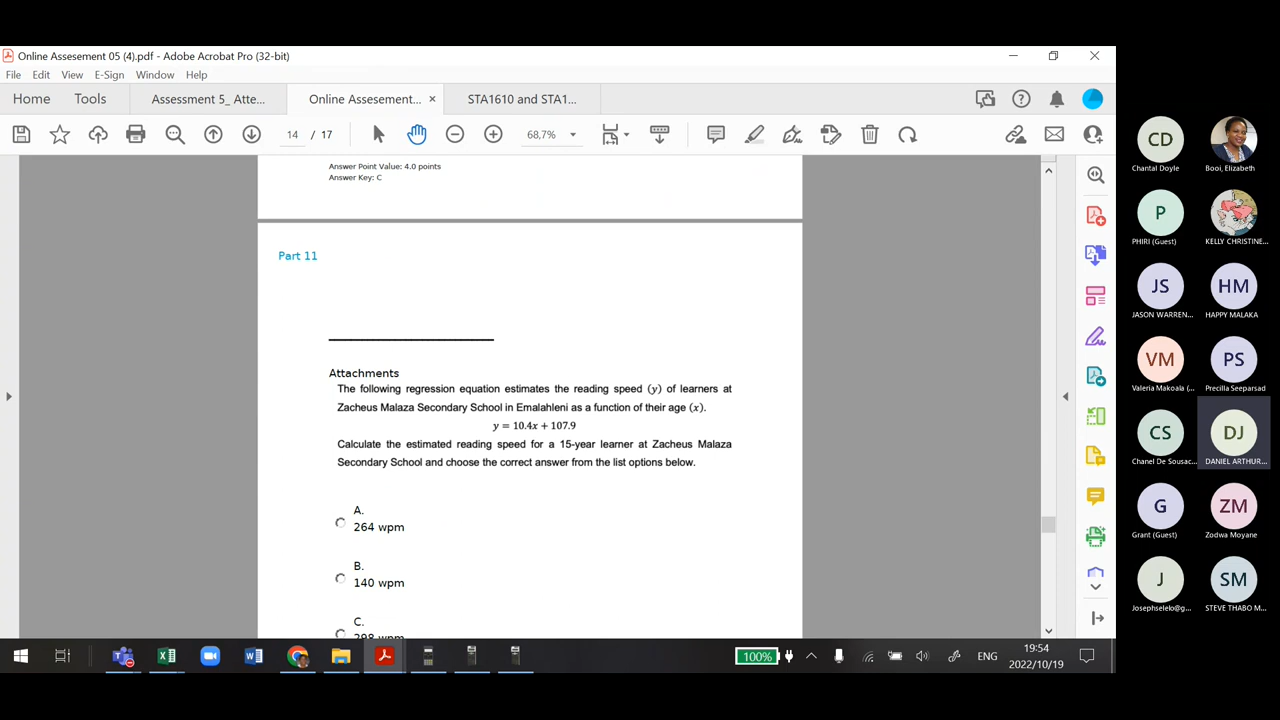 Online Assesement 05 (4).pdf - Adobe Acrobat Pro (32-bit)
File Edit View E-Sign Window Help
Home Tools Assessment 5_ Atte... Online Assesement... × STA1610 and STA1...
14 / 17 68,7%
Answer Point Value: 4.0 points
Answer Key: C
Part 11
Attachments
The following regression equation estimates the reading speed (y) of learners at
Zacheus Malaza Secondary School in Emalahleni as a function of their age (x).
y = 10.4x + 107.9
Calculate the estimated reading speed for a 15-year learner at Zacheus Malaza
Secondary School and choose the correct answer from the list options below.
A.
264 wpm
B.
140 wpm
C.
298 wpm
CD
Chantal Doyle
Booi, Elizabeth
P
PHIRI (Guest)
KELLY CHRISTINE...
JS
JASON WARREN...
HM
HAPPY MALAKA
VM
Valeria Makoala (...
PS
Precilla Seeparsad
CS
Chanel De Sousac...
DJ
DANIEL ARTHUR...
G
Grant (Guest)
ZM
Zodwa Moyane
J
Josephselelo@g...
SM
STEVE THABO M...
100% ENG
19:54
2022/10/19